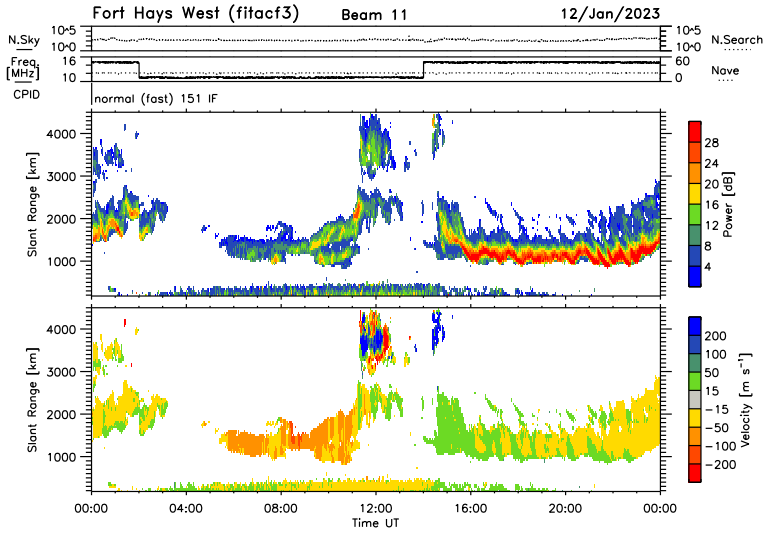 Fort Hays West (fitacf3) Beam 11 12/Jan/2023
10^5 10^5
N.Sky N.Search
10^0 10^0
Freq. 16 60
[MHz] Nave
10 0
CPID normal (fast) 151 IF
4000
3000
2000
1000
Slant Range [km]
28
24
20
16
12
8
4
Power [dB]
4000
3000
2000
1000
Slant Range [km]
200
100
50
15
-15
-50
-100
-200
Velocity [m s^-1]
00:00 04:00 08:00 12:00 16:00 20:00 00:00
Time UT